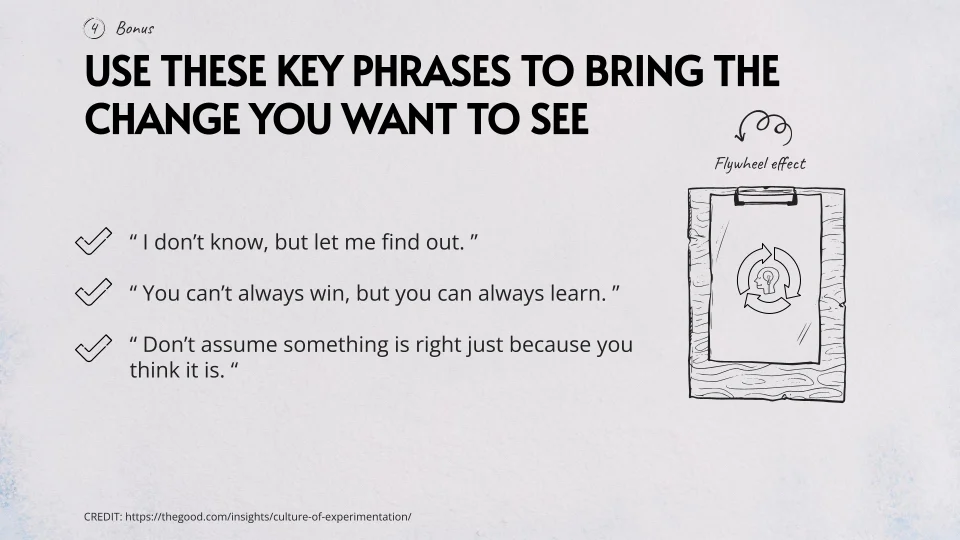 4 Bonus
USE THESE KEY PHRASES TO BRING THE
CHANGE YOU WANT TO SEE
Flywheel effect
“ I don’t know, but let me find out. ”
“ You can’t always win, but you can always learn. ”
“ Don’t assume something is right just because you
think it is. “
CREDIT: https://thegood.com/insights/culture-of-experimentation/